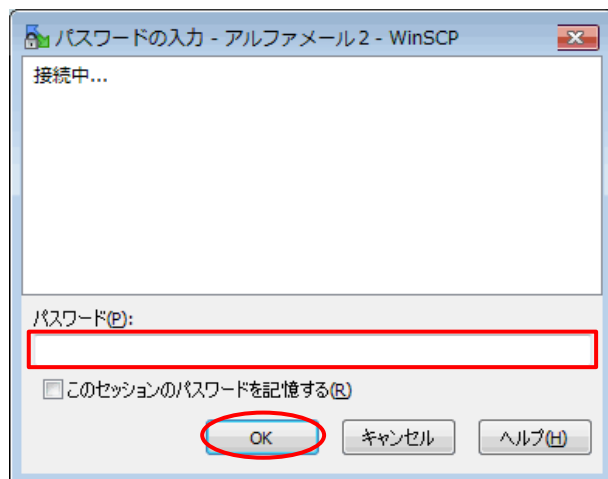 パスワードの入力 - アルファメール２ - WinSCP
接続中...
パスワード(P):
このセッションのパスワードを記憶する(R)
OK キャンセル ヘルプ(H)